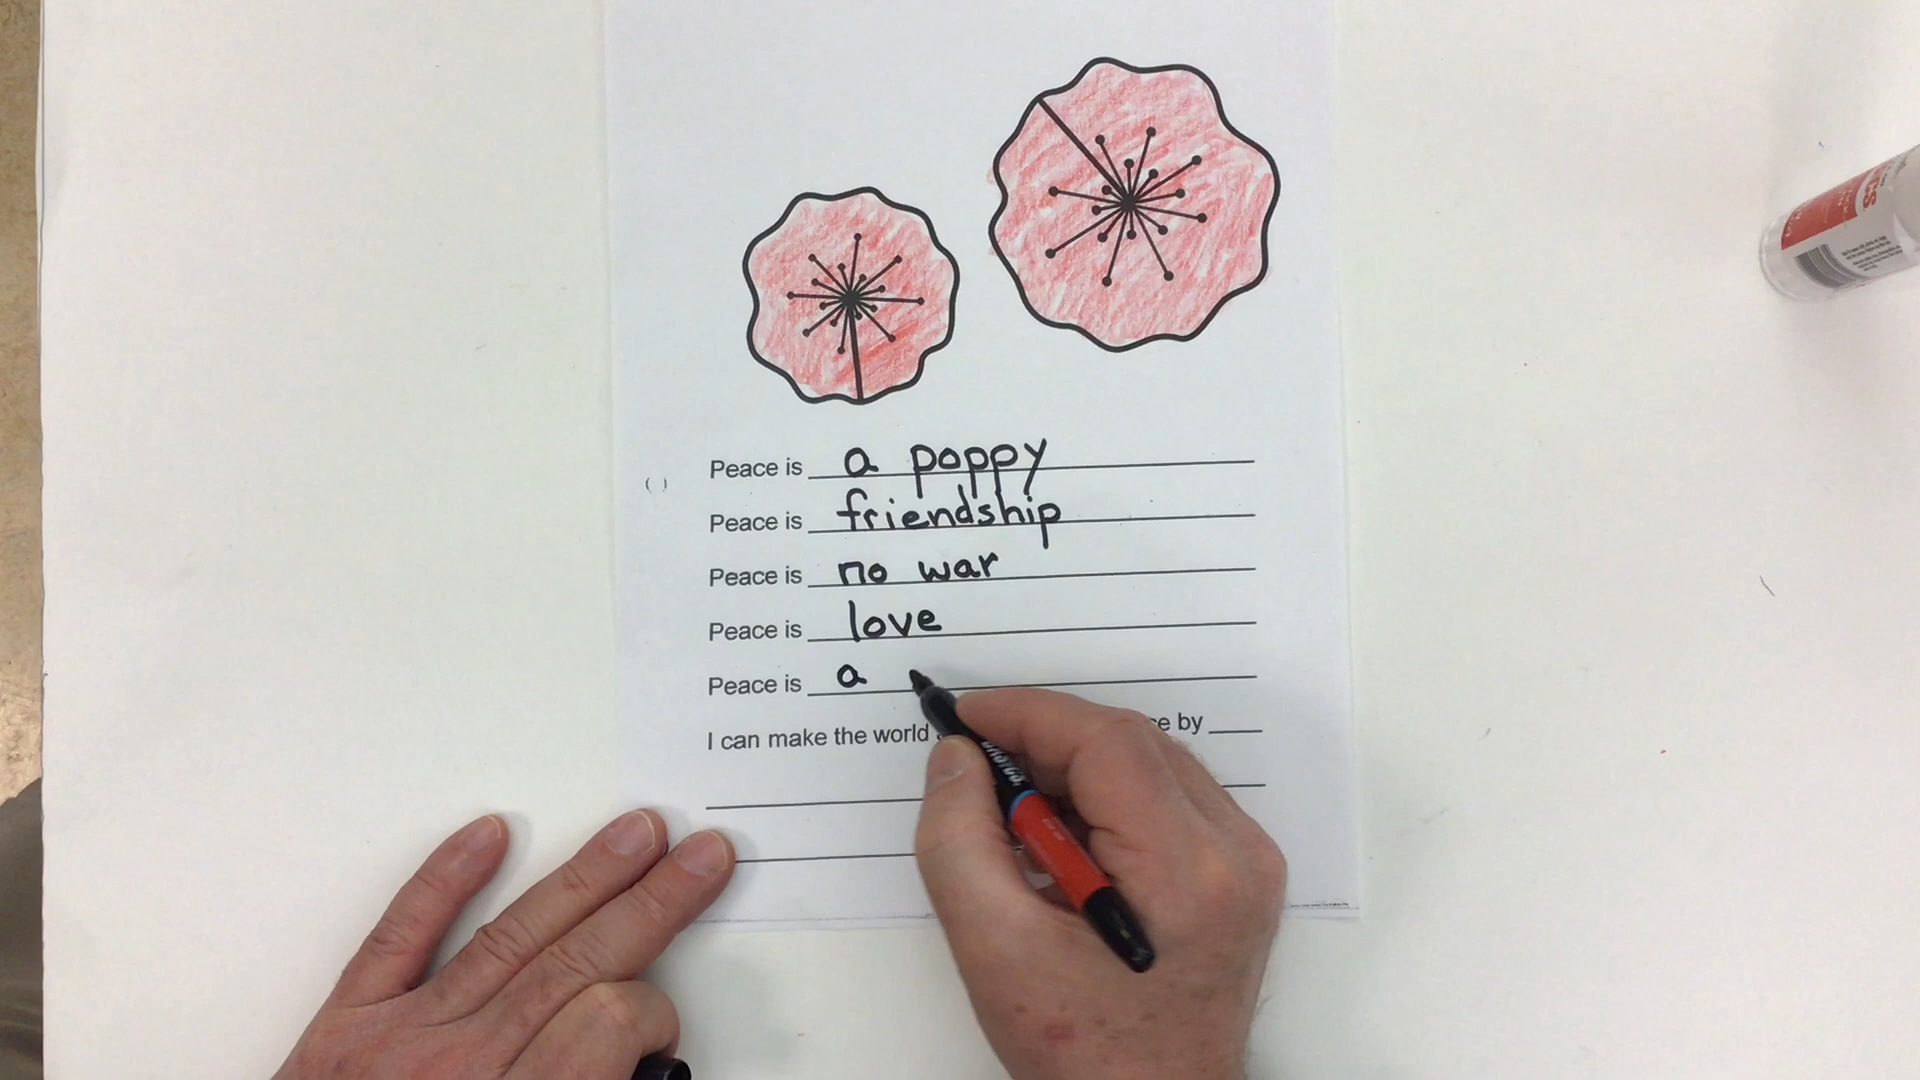 Peace is a poppy
( ) Peace is friendship
Peace is no war
Peace is love
Peace is a
I can make the world by